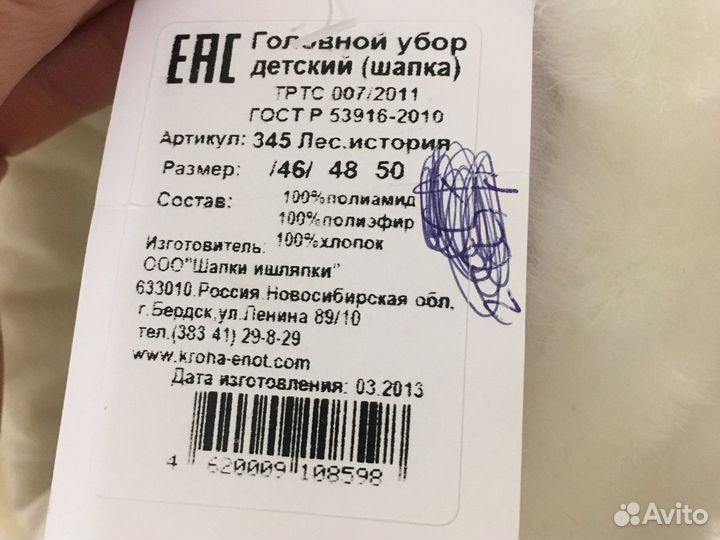 EAC Головной убор
детский (шапка)
ТРТС 007/2011
ГОСТ Р 53916-2010
Артикул: 345 Лес.история
Размер: /46/ 48 50
Состав: 100%полиамид
100%полиэфир
100%хлопок
Изготовитель:
ООО"Шапки ишляпки"
633010.Россия.Новосибирская обл.
г.Бердск,ул.Ленина 89/10
тел.(383 41) 29-8-29
www.kroha-enot.com
Дата изготовления: 03.2013
4 620009 108598
Avito